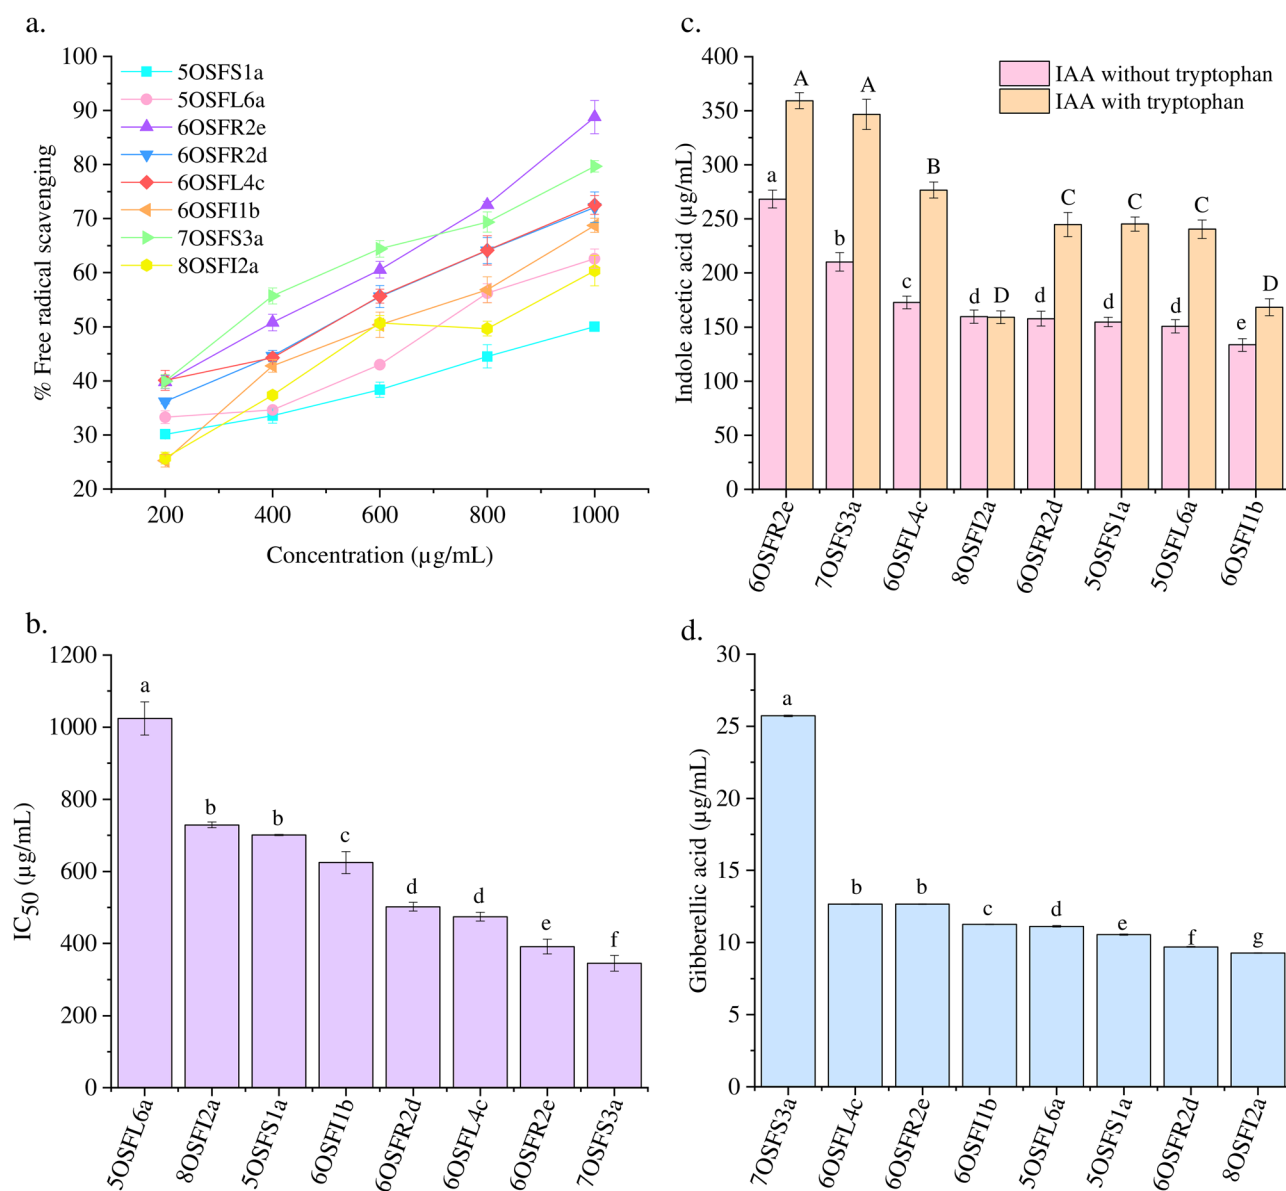 a.
100
90
80
70
60
50
40
30
20
% Free radical scavenging
5OSFS1a
5OSFL6a
6OSFR2e
6OSFR2d
6OSFL4c
6OSFI1b
7OSFS3a
8OSFI2a
200 400 600 800 1000
Concentration (µg/mL)
c.
400
350
300
250
200
150
100
50
0
Indole acetic acid (µg/mL)
IAA without tryptophan
IAA with tryptophan
a A b A c B d D d C d C d C e D
6OSFR2e 7OSFS3a 6OSFL4c 8OSFI2a 6OSFR2d 5OSFS1a 5OSFL6a 6OSFI1b
b.
1200
1000
800
600
400
200
0
IC50 (µg/mL)
a b b c d d e f
5OSFL6a 8OSFI2a 5OSFS1a 6OSFI1b 6OSFR2d 6OSFL4c 6OSFR2e 7OSFS3a
d.
30
25
20
15
10
5
0
Gibberellic acid (µg/mL)
a b b c d e f g
7OSFS3a 6OSFL4c 6OSFR2e 6OSFI1b 5OSFL6a 5OSFS1a 6OSFR2d 8OSFI2a